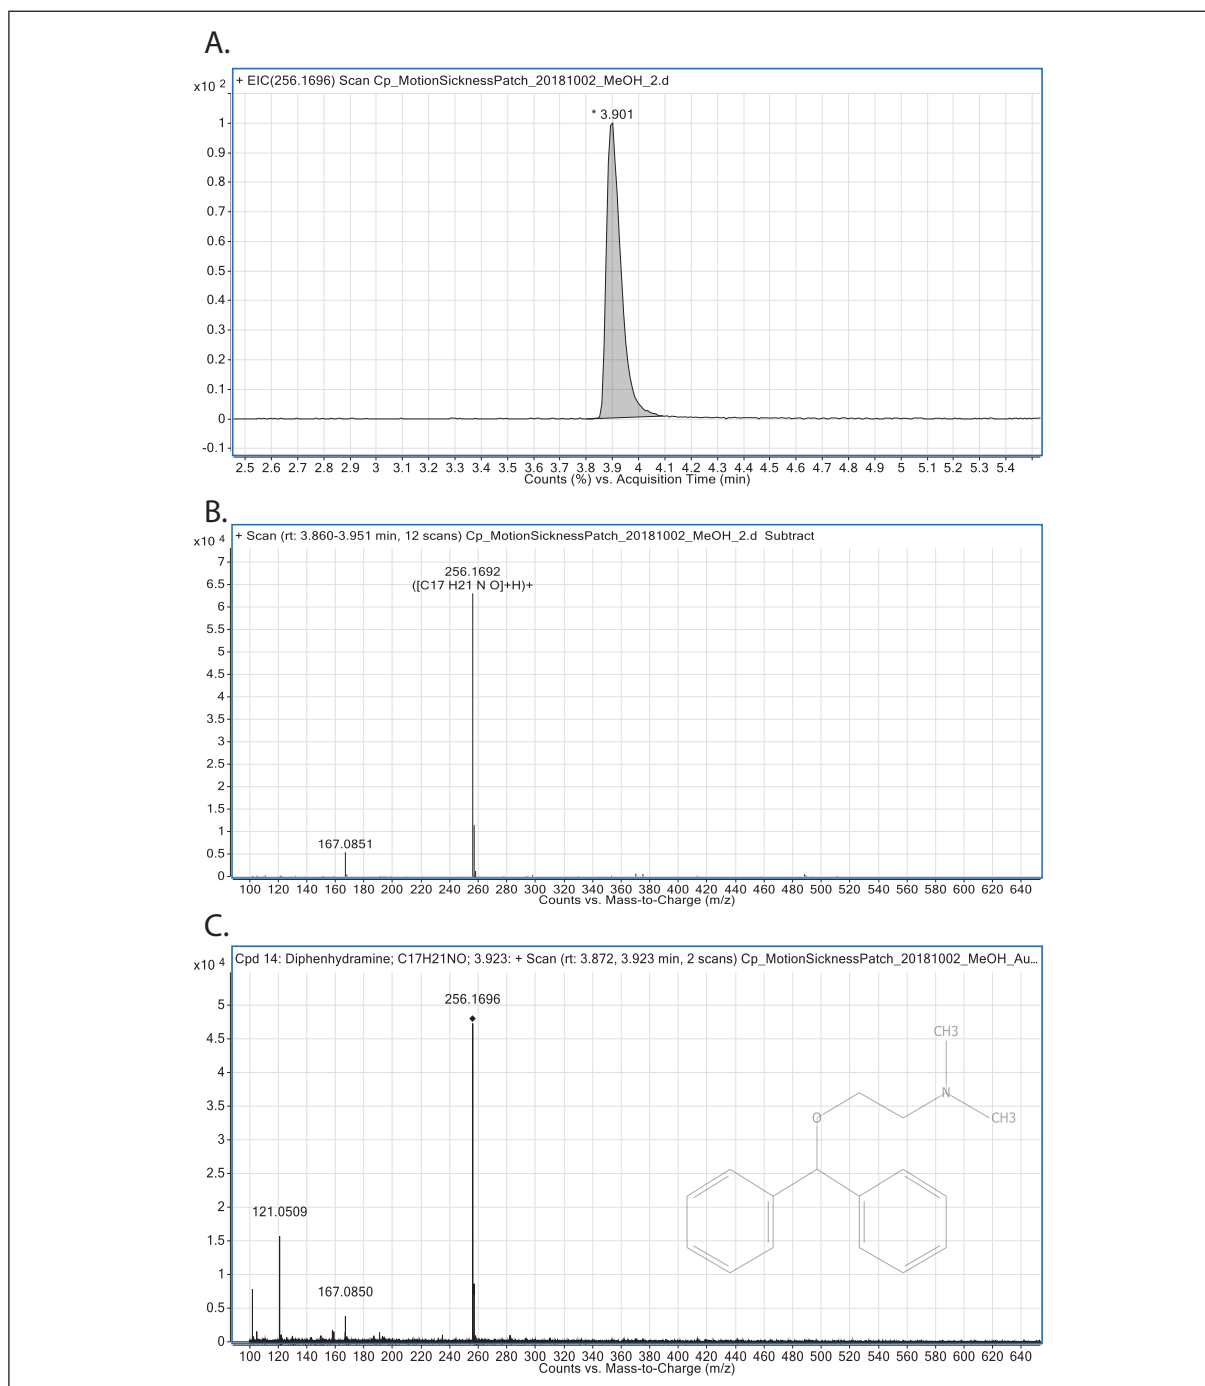 A.
+ EIC(256.1696) Scan Cp_MotionSicknessPatch_20181002_MeOH_2.d
x10 2
* 3.901
1
0.9
0.8
0.7
0.6
0.5
0.4
0.3
0.2
0.1
0
-0.1
2.5 2.6 2.7 2.8 2.9 3 3.1 3.2 3.3 3.4 3.5 3.6 3.7 3.8 3.9 4 4.1 4.2 4.3 4.4 4.5 4.6 4.7 4.8 4.9 5 5.1 5.2 5.3 5.4
Counts (%) vs. Acquisition Time (min)
B.
+ Scan (rt: 3.860-3.951 min, 12 scans) Cp_MotionSicknessPatch_20181002_MeOH_2.d Subtract
x10 4
256.1692
([C17 H21 N O]+H)+
7
6.5
6
5.5
5
4.5
4
3.5
3
2.5
2
1.5
1
0.5
0
167.0851
100 120 140 160 180 200 220 240 260 280 300 320 340 360 380 400 420 440 460 480 500 520 540 560 580 600 620 640
Counts vs. Mass-to-Charge (m/z)
C.
Cpd 14: Diphenhydramine; C17H21NO; 3.923: + Scan (rt: 3.872, 3.923 min, 2 scans) Cp_MotionSicknessPatch_20181002_MeOH_Au...
x10 4
256.1696
5
4.5
4
3.5
3
2.5
2
1.5
1
0.5
0
121.0509
167.0850
CH3
N
CH3
O
100 120 140 160 180 200 220 240 260 280 300 320 340 360 380 400 420 440 460 480 500 520 540 560 580 600 620 640
Counts vs. Mass-to-Charge (m/z)